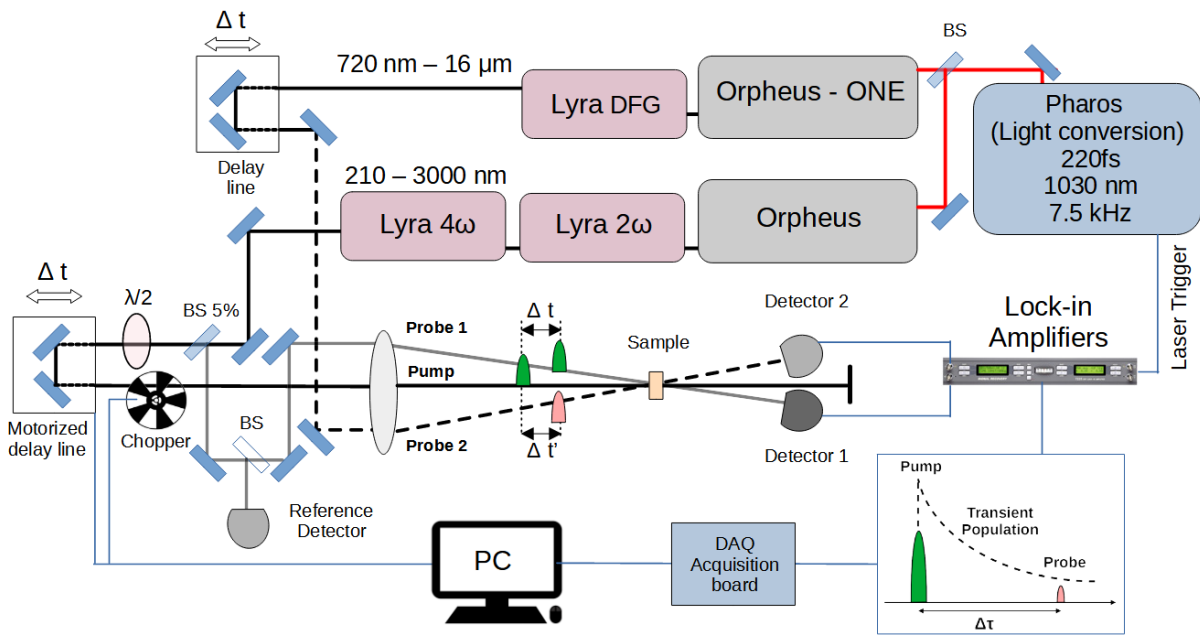 Δ t
720 nm – 16 μm
Lyra DFG
Orpheus - ONE
BS
Pharos
(Light conversion)
220fs
1030 nm
7.5 kHz
Delay
line
210 – 3000 nm
Lyra 4ω
Lyra 2ω
Orpheus
Laser Trigger
Δ t
λ/2
BS 5%
Probe 1
Pump
Probe 2
Δ t
Δ t'
Sample
Detector 2
Detector 1
Lock-in
Amplifiers
Motorized
delay line
Chopper
BS
Reference
Detector
PC
DAQ
Acquisition
board
Pump
Transient
Population
Probe
Δτ